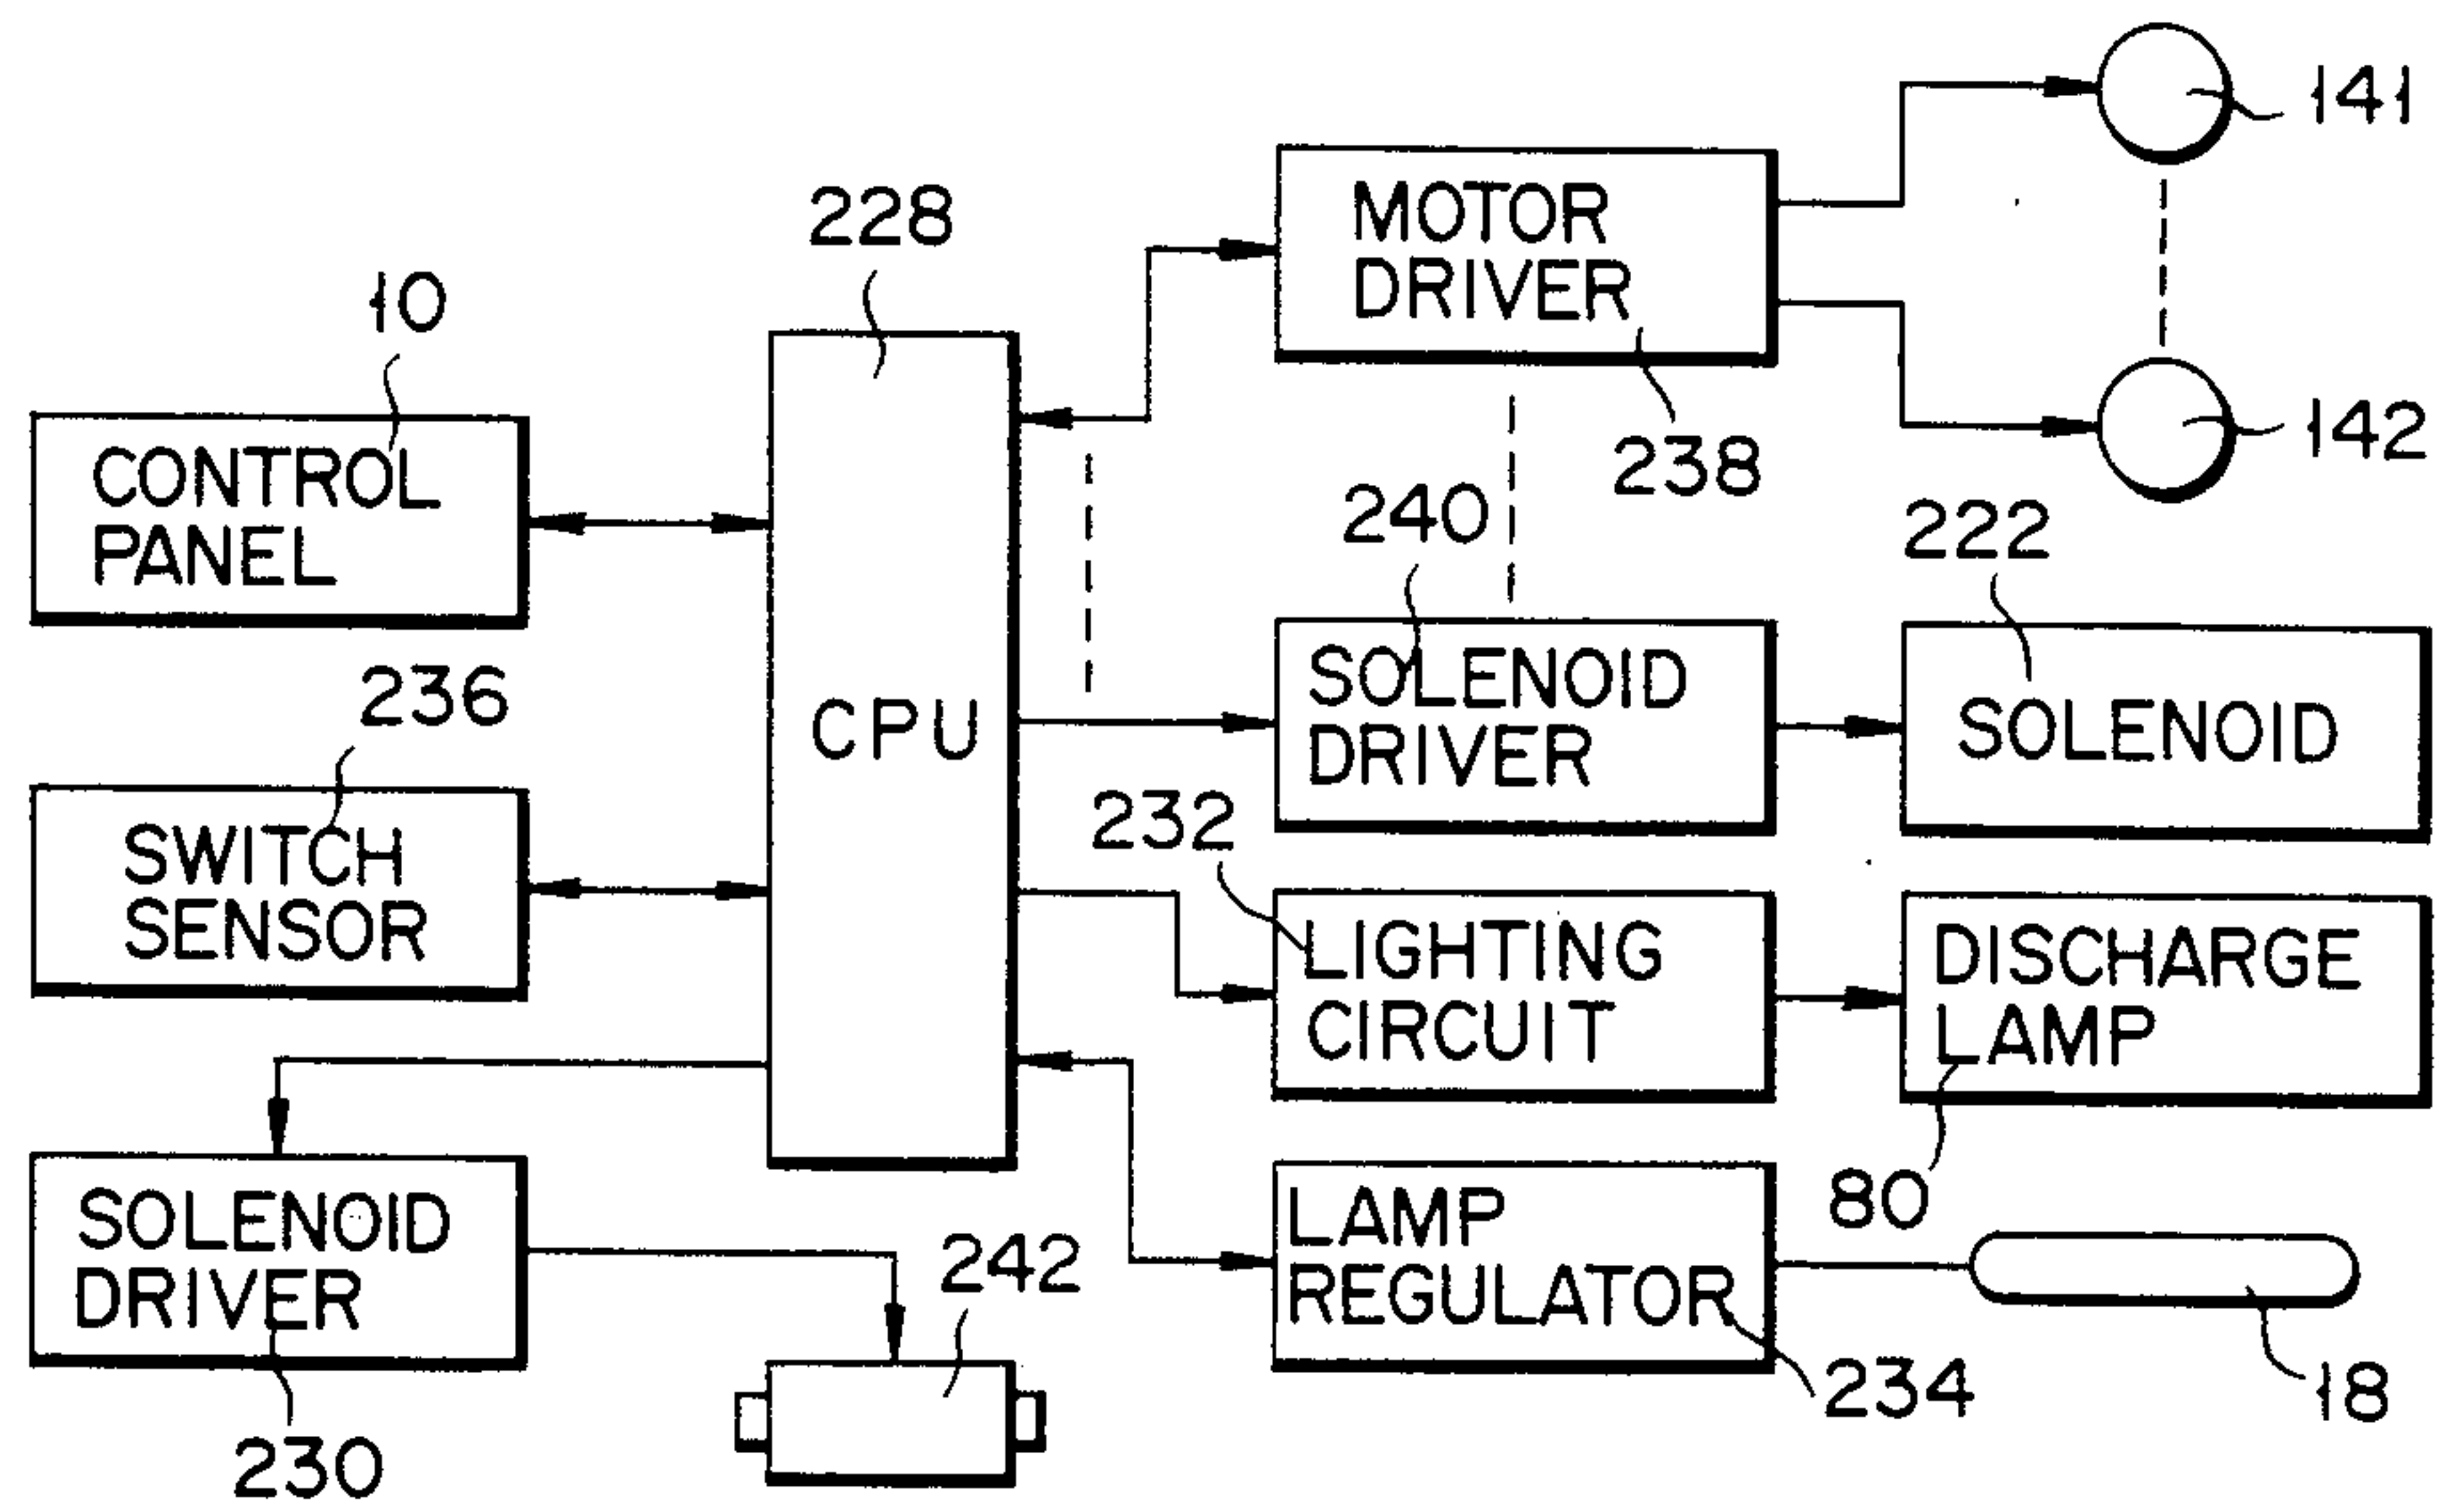 141
228
MOTOR
DRIVER
10
142
238
CONTROL
PANEL
240
222
236
SOLENOID
DRIVER
SOLENOID
CPU
232
SWITCH
SENSOR
LIGHTING
CIRCUIT
DISCHARGE
LAMP
80
SOLENOID
DRIVER
242
LAMP
REGULATOR
234
18
230